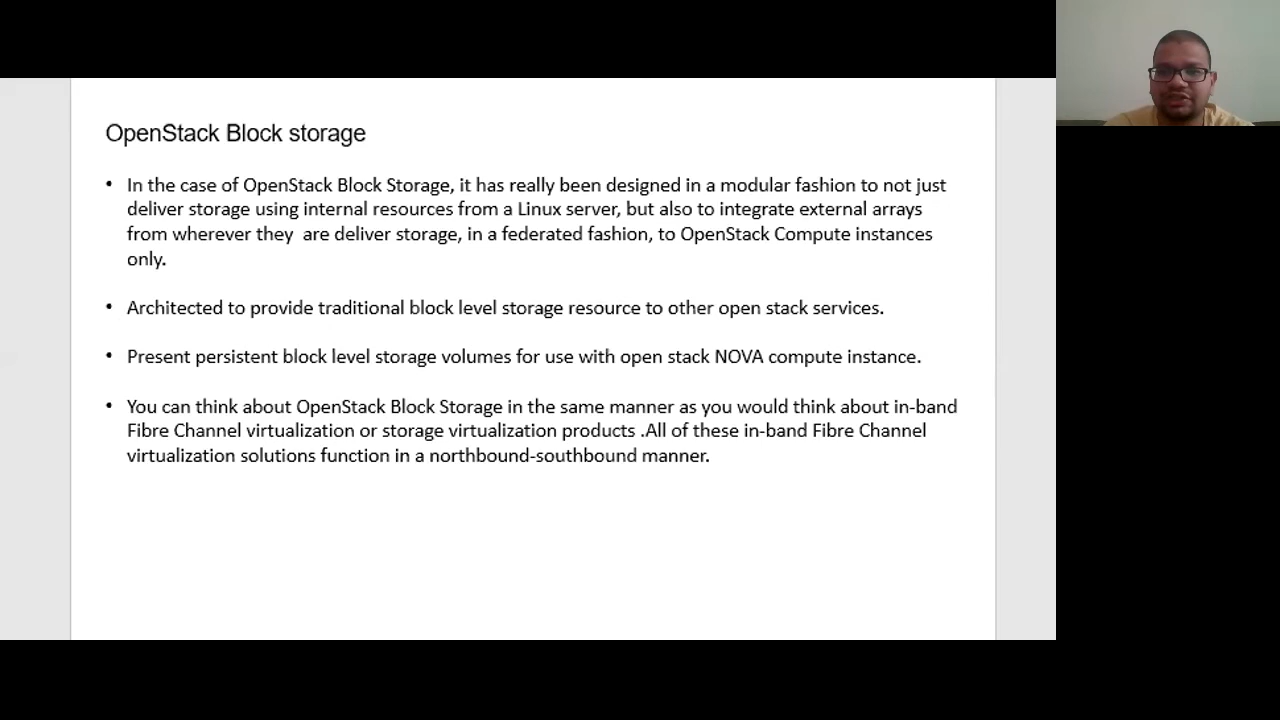 OpenStack Block storage
• In the case of OpenStack Block Storage, it has really been designed in a modular fashion to not just
deliver storage using internal resources from a Linux server, but also to integrate external arrays
from wherever they  are deliver storage, in a federated fashion, to OpenStack Compute instances
only.
• Architected to provide traditional block level storage resource to other open stack services.
• Present persistent block level storage volumes for use with open stack NOVA compute instance.
• You can think about OpenStack Block Storage in the same manner as you would think about in-band
Fibre Channel virtualization or storage virtualization products .All of these in-band Fibre Channel
virtualization solutions function in a northbound-southbound manner.